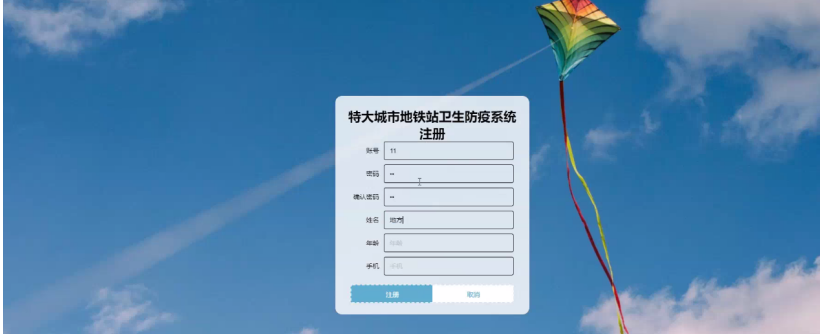 特大城市地铁站卫生防疫系统
注册
账号 11
密码 ••
确认密码 ••
姓名 地方
年龄 年龄
手机 手机
注册 取消